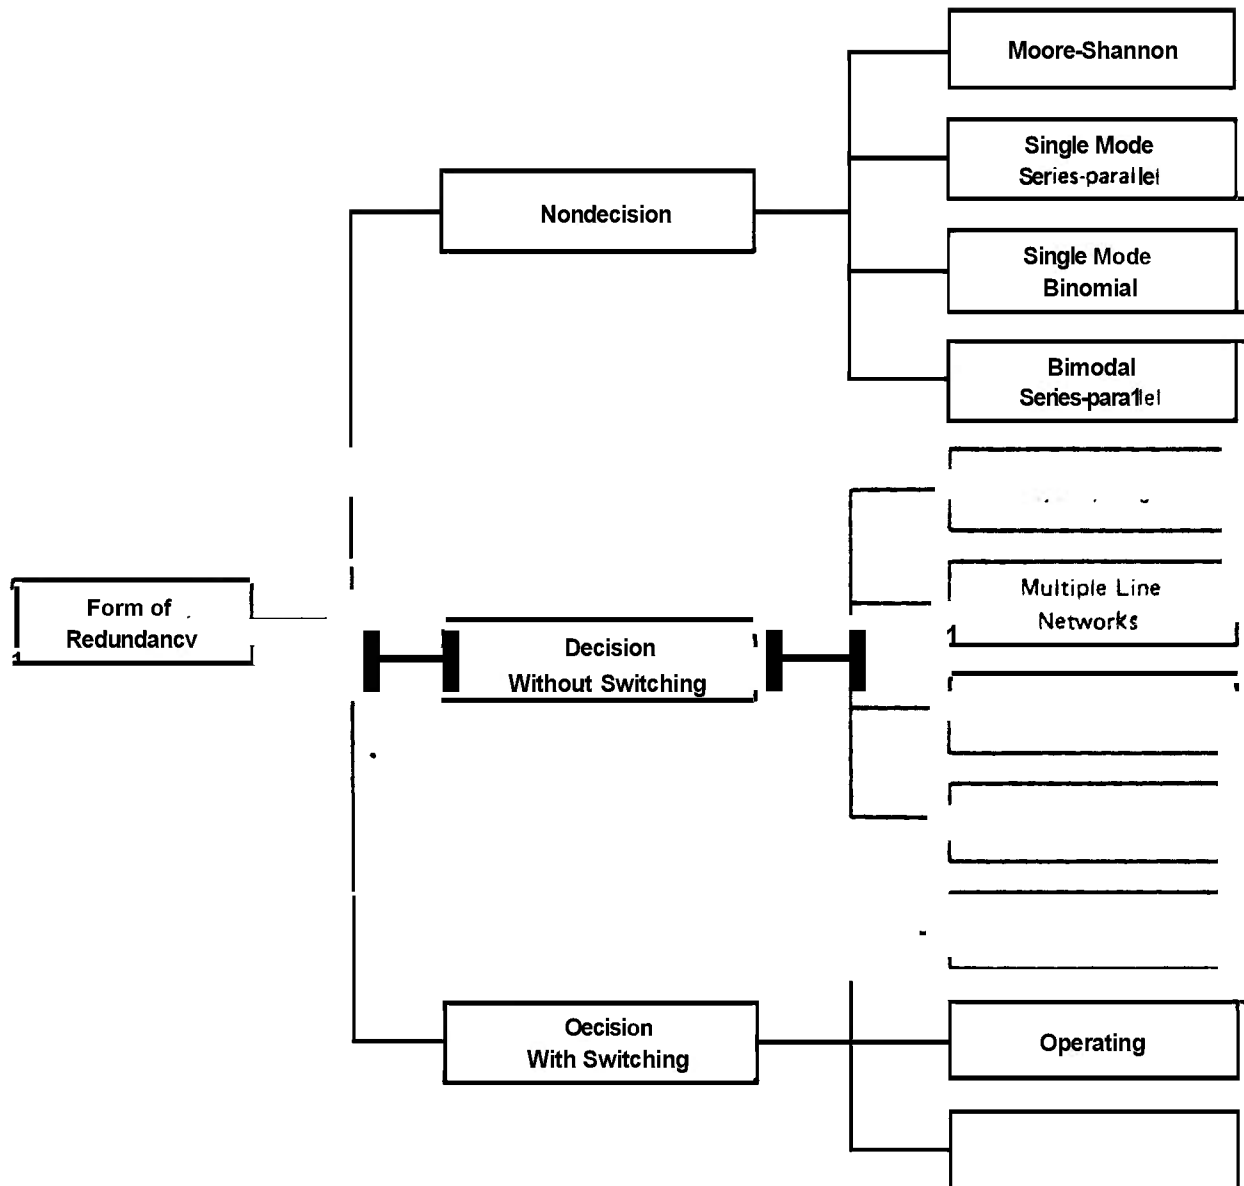 Moore-Shannon
Single Mode
Series-parallel
Nondecision
Single Mode
Binomial
Bimodal
Series-parallel
Form of
Redundancv
Multiple Line
Networks
Decision
Without Switching
Oecision
With Switching
Operating